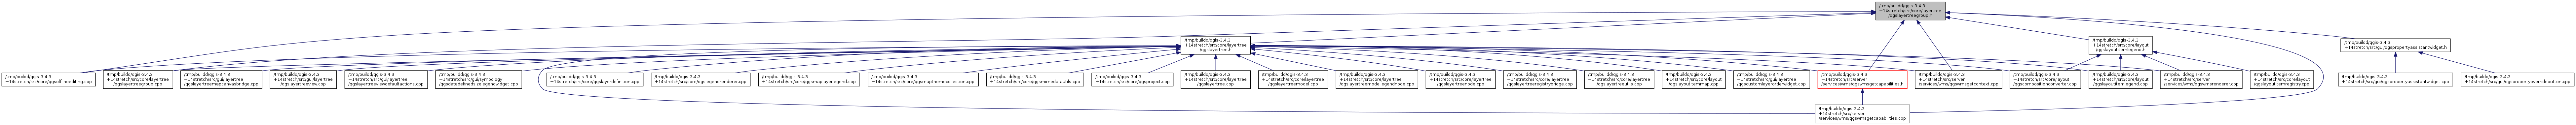 /tmp/buildd/qgis-3.4.3
+14stretch/src/core/layertree
/qgslayertreegroup.h
/tmp/buildd/qgis-3.4.3
+14stretch/src/core/layertree
/qgslayertree.h
/tmp/buildd/qgis-3.4.3
+14stretch/src/core/layout
/qgslayoutitemlegend.h
/tmp/buildd/qgis-3.4.3
+14stretch/src/gui/qgspropertyassistantwidget.h
/tmp/buildd/qgis-3.4.3
+14stretch/src/core/qgsofflineediting.cpp
/tmp/buildd/qgis-3.4.3
+14stretch/src/core/layertree
/qgslayertreegroup.cpp
/tmp/buildd/qgis-3.4.3
+14stretch/src/gui/layertree
/qgslayertreemapcanvasbridge.cpp
/tmp/buildd/qgis-3.4.3
+14stretch/src/gui/layertree
/qgslayertreeview.cpp
/tmp/buildd/qgis-3.4.3
+14stretch/src/gui/layertree
/qgslayertreeviewdefaultactions.cpp
/tmp/buildd/qgis-3.4.3
+14stretch/src/gui/symbology
/qgsdatadefinedsizelegendwidget.cpp
/tmp/buildd/qgis-3.4.3
+14stretch/src/core/qgslayerdefinition.cpp
/tmp/buildd/qgis-3.4.3
+14stretch/src/core/qgslegendrenderer.cpp
/tmp/buildd/qgis-3.4.3
+14stretch/src/core/qgsmaplayerlegend.cpp
/tmp/buildd/qgis-3.4.3
+14stretch/src/core/qgsmapthemecollection.cpp
/tmp/buildd/qgis-3.4.3
+14stretch/src/core/qgsmimedatautils.cpp
/tmp/buildd/qgis-3.4.3
+14stretch/src/core/qgsproject.cpp
/tmp/buildd/qgis-3.4.3
+14stretch/src/core/layertree
/qgslayertree.cpp
/tmp/buildd/qgis-3.4.3
+14stretch/src/core/layertree
/qgslayertreemodel.cpp
/tmp/buildd/qgis-3.4.3
+14stretch/src/core/layertree
/qgslayertreemodellegendnode.cpp
/tmp/buildd/qgis-3.4.3
+14stretch/src/core/layertree
/qgslayertreenode.cpp
/tmp/buildd/qgis-3.4.3
+14stretch/src/core/layertree
/qgslayertreeregistrybridge.cpp
/tmp/buildd/qgis-3.4.3
+14stretch/src/core/layertree
/qgslayertreeutils.cpp
/tmp/buildd/qgis-3.4.3
+14stretch/src/core/layout
/qgslayoutitemmap.cpp
/tmp/buildd/qgis-3.4.3
+14stretch/src/gui/layertree
/qgscustomlayerorderwidget.cpp
/tmp/buildd/qgis-3.4.3
+14stretch/src/server
/services/wms/qgswmsgetcapabilities.h
/tmp/buildd/qgis-3.4.3
+14stretch/src/server
/services/wms/qgswmsgetcontext.cpp
/tmp/buildd/qgis-3.4.3
+14stretch/src/core/layout
/qgscompositionconverter.cpp
/tmp/buildd/qgis-3.4.3
+14stretch/src/core/layout
/qgslayoutitemlegend.cpp
/tmp/buildd/qgis-3.4.3
+14stretch/src/server
/services/wms/qgswmsrenderer.cpp
/tmp/buildd/qgis-3.4.3
+14stretch/src/core/layout
/qgslayoutitemregistry.cpp
/tmp/buildd/qgis-3.4.3
+14stretch/src/gui/qgspropertyassistantwidget.cpp
/tmp/buildd/qgis-3.4.3
+14stretch/src/gui/qgspropertyoverridebutton.cpp
/tmp/buildd/qgis-3.4.3
+14stretch/src/server
/services/wms/qgswmsgetcapabilities.cpp